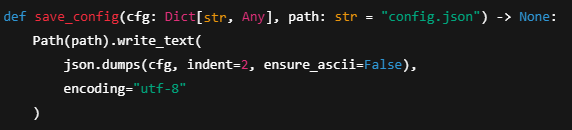 def save_config(cfg: Dict[str, Any], path: str = "config.json") -> None:
    Path(path).write_text(
        json.dumps(cfg, indent=2, ensure_ascii=False),
        encoding="utf-8"
    )